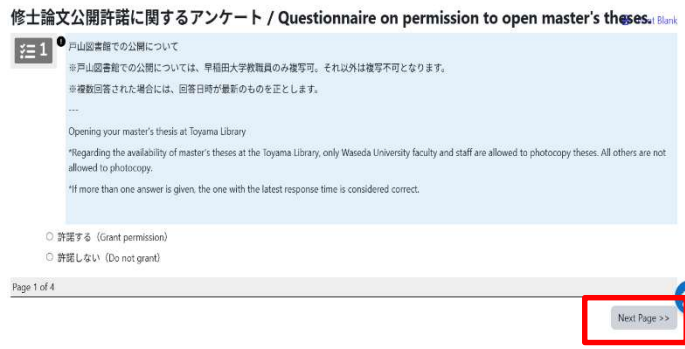 修士論文公開許諾に関するアンケート / Questionnaire on permission to open master's theses.
Blank
1
戸山図書館での公開について
※戸山図書館での公開については、早稲田大学教職員のみ複写可。それ以外は複写不可となります。
※複数回答された場合には、回答日時が最新のものを正とします。
---
Opening your master's thesis at Toyama Library
*Regarding the availability of master's theses at the Toyama Library, only Waseda University faculty and staff are allowed to photocopy theses. All others are not
allowed to photocopy.
*If more than one answer is given, the one with the latest response time is considered correct.
許諾する（Grant permission）
許諾しない（Do not grant）
Page 1 of 4
Next Page >>